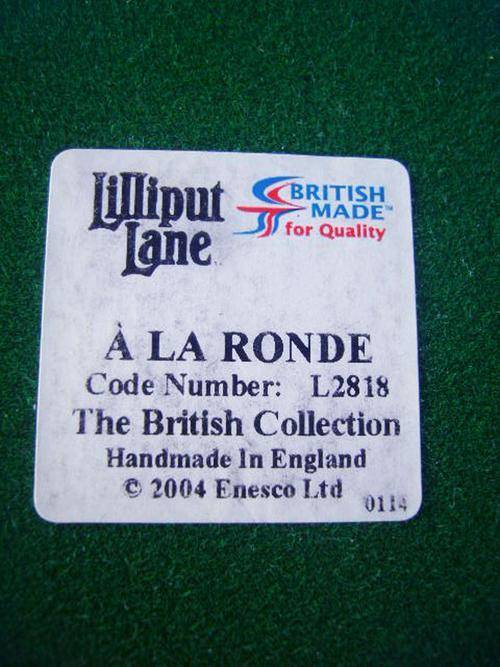 Lilliput
Lane
BRITISH
MADE™
for Quality
À LA RONDE
Code Number: L2818
The British Collection
Handmade In England
© 2004 Enesco Ltd
0114